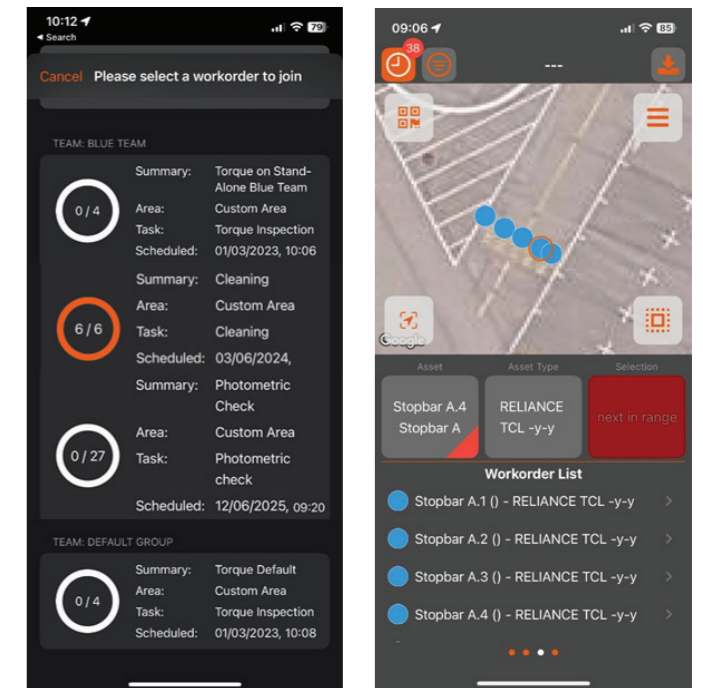 10:12
79
◄ Search
Cancel Please select a workorder to join
TEAM: BLUE TEAM
0/4
Summary: Torque on Stand-
Alone Blue Team
Area: Custom Area
Task: Torque Inspection
Scheduled: 01/03/2023, 10:06
6/6
Summary: Cleaning
Area: Custom Area
Task: Cleaning
Scheduled: 03/06/2024,
0/27
Summary: Photometric
Check
Area: Custom Area
Task: Photometric
check
Scheduled: 12/06/2025, 09:20
TEAM: DEFAULT GROUP
0/4
Summary: Torque Default
Area: Custom Area
Task: Torque Inspection
Scheduled: 01/03/2023, 10:08
09:06
85
38
---
Google
Asset Asset Type Selection
Stopbar A.4
Stopbar A
RELIANCE
TCL -y-y
next in range
Workorder List
Stopbar A.1 () - RELIANCE TCL -y-y
Stopbar A.2 () - RELIANCE TCL -y-y
Stopbar A.3 () - RELIANCE TCL -y-y
Stopbar A.4 () - RELIANCE TCL -y-y